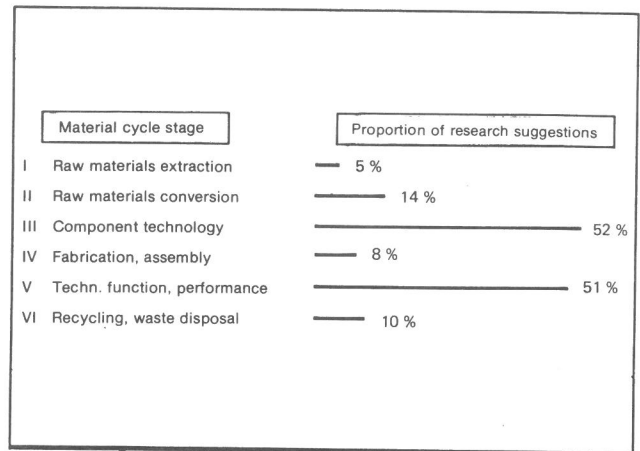 Material cycle stage Proportion of research suggestions
I Raw materials extraction 5 %
II Raw materials conversion 14 %
III Component technology 52 %
IV Fabrication, assembly 8 %
V Techn. function, performance 51 %
VI Recycling, waste disposal 10 %